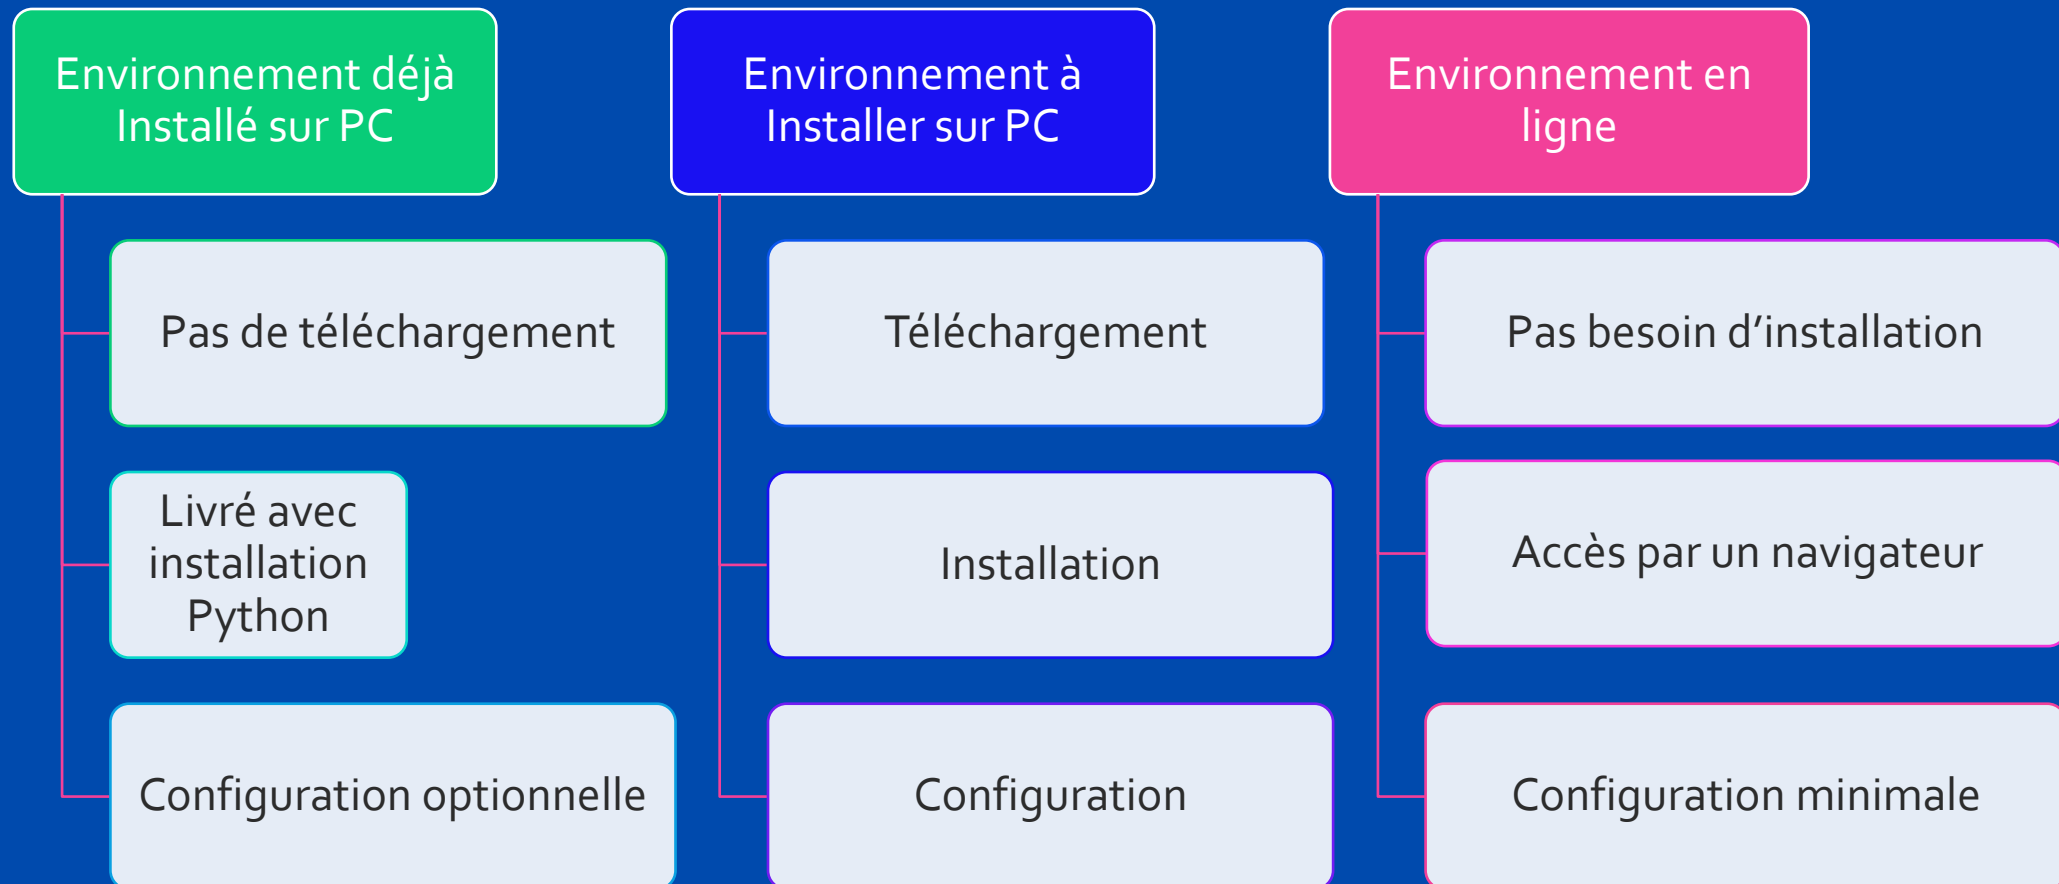 Environnement déjà
Installé sur PC
Pas de téléchargement
Livré avec
installation
Python
Configuration optionnelle
Environnement à
Installer sur PC
Téléchargement
Installation
Configuration
Environnement en
ligne
Pas besoin d’installation
Accès par un navigateur
Configuration minimale